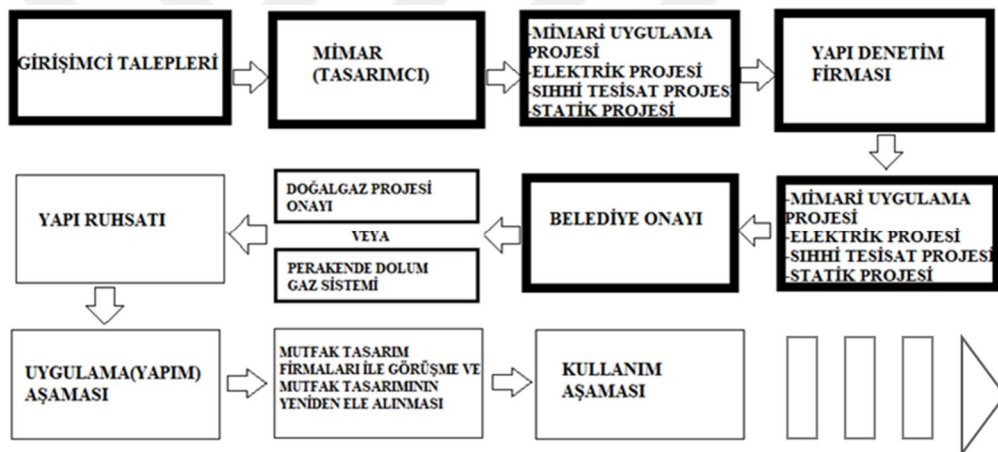 GİRİŞİMCİ TALEPLERİ
MİMAR
(TASARIMCI)
-MİMARİ UYGULAMA
PROJESİ
-ELEKTRİK PROJESİ
-SIHHİ TESİSAT PROJESİ
-STATİK PROJESİ
YAPI DENETİM
FİRMASI
-MİMARİ UYGULAMA
PROJESİ
-ELEKTRİK PROJESİ
-SIHHİ TESİSAT PROJESİ
-STATİK PROJESİ
BELEDİYE ONAYI
DOĞALGAZ PROJESİ
ONAYI
VEYA
PERAKENDE DOLUM
GAZ SİSTEMİ
YAPI RUHSATI
UYGULAMA(YAPIM)
AŞAMASI
MUTFAK TASARIM
FİRMALARI İLE GÖRÜŞME VE
MUTFAK TASARIMININ
YENİDEN ELE ALINMASI
KULLANIM
AŞAMASI